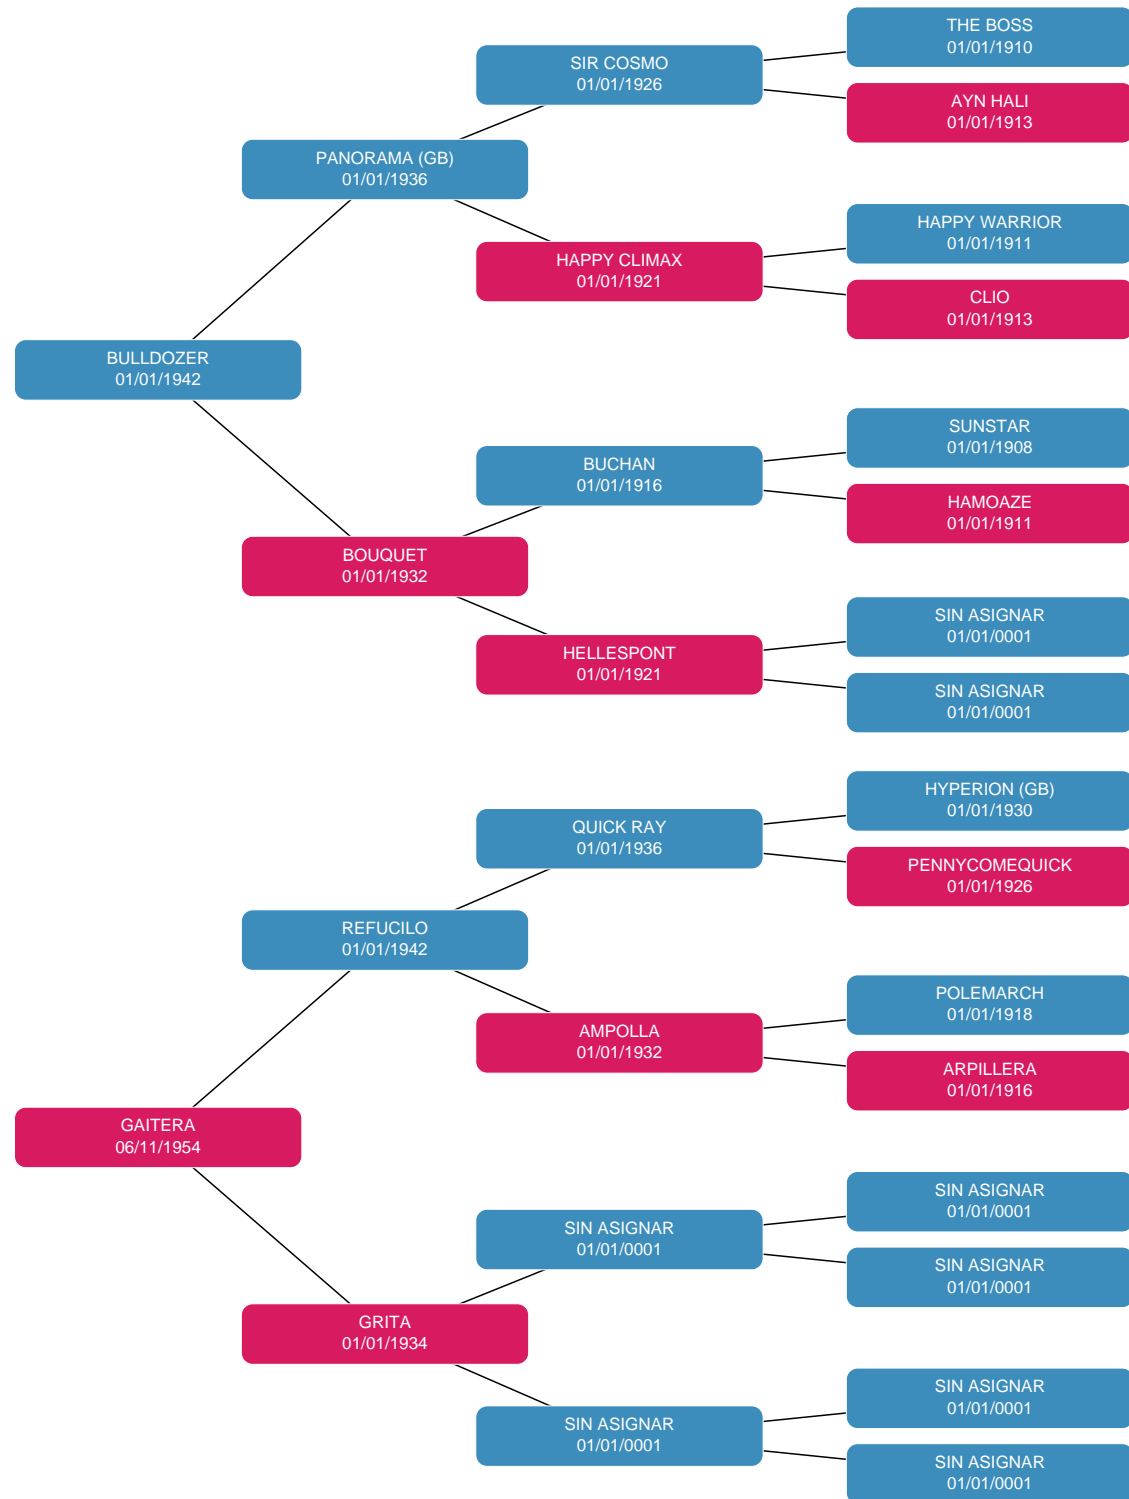 THE BOSS
01/01/1910
SIR COSMO
01/01/1926
AYN HALI
01/01/1913
PANORAMA (GB)
01/01/1936
HAPPY WARRIOR
01/01/1911
HAPPY CLIMAX
01/01/1921
CLIO
01/01/1913
BULLDOZER
01/01/1942
SUNSTAR
01/01/1908
BUCHAN
01/01/1916
HAMOAZE
01/01/1911
BOUQUET
01/01/1932
SIN ASIGNAR
01/01/0001
HELLESPONT
01/01/1921
SIN ASIGNAR
01/01/0001
HYPERION (GB)
01/01/1930
QUICK RAY
01/01/1936
PENNYCOMEQUICK
01/01/1926
REFUCILO
01/01/1942
POLEMARCH
01/01/1918
AMPOLLA
01/01/1932
ARPILLERA
01/01/1916
GAITERA
06/11/1954
SIN ASIGNAR
01/01/0001
SIN ASIGNAR
01/01/0001
SIN ASIGNAR
01/01/0001
GRITA
01/01/1934
SIN ASIGNAR
01/01/0001
SIN ASIGNAR
01/01/0001
SIN ASIGNAR
01/01/0001